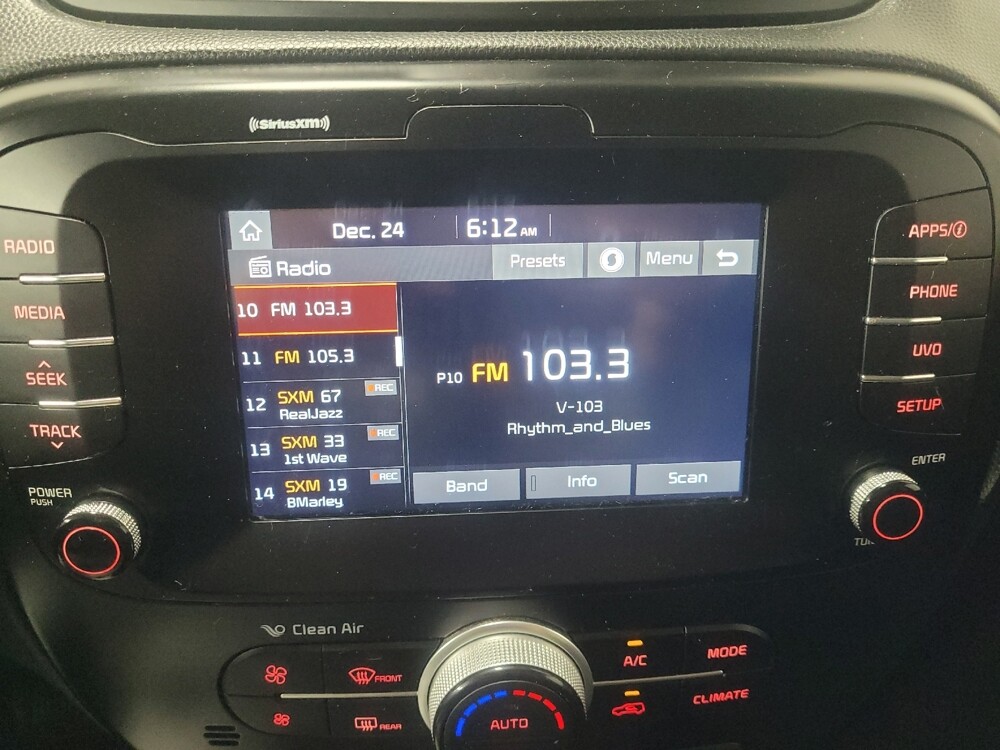 ((SiriusXM))
RADIO
MEDIA
SEEK
TRACK
POWER
PUSH
Dec. 24 6:12 AM
Radio Presets Menu
10 FM 103.3
11 FM 105.3
12 SXM 67 REC
RealJazz
13 SXM 33 REC
1st Wave
14 SXM 19 REC
BMarley
P10 FM 103.3
V-103
Rhythm_and_Blues
Band Info Scan
APPS/i
PHONE
UVO
SETUP
ENTER
TUNE
Clean Air
FRONT
REAR
AUTO
A/C
MODE
CLIMATE